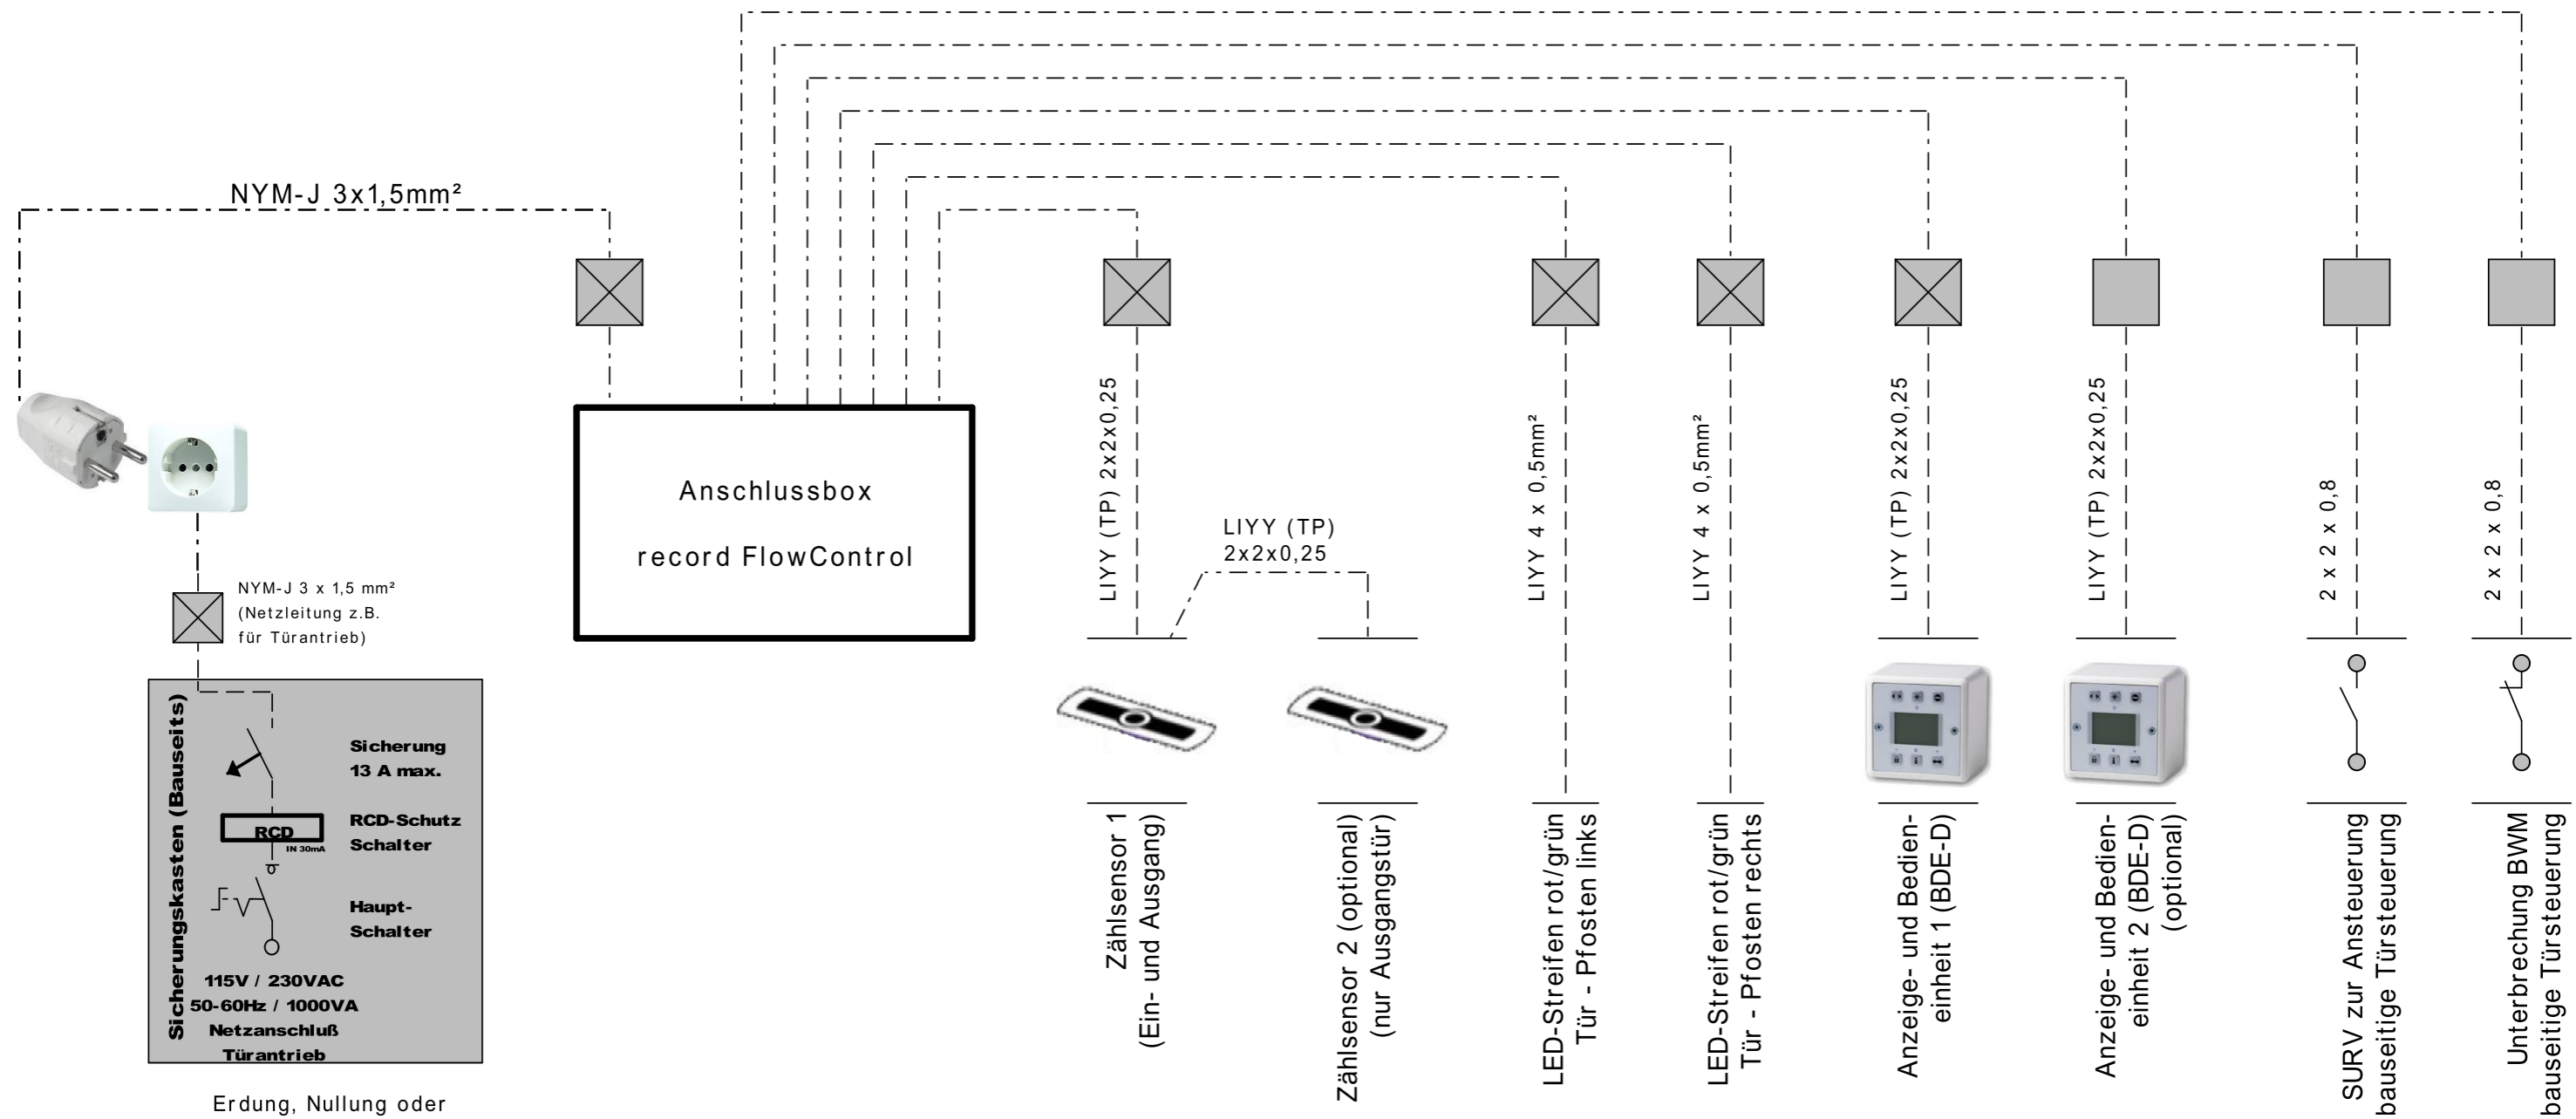 NYM-J 3x1,5mm²
Anschlussbox
record FlowControl
NYM-J 3 x 1,5 mm²
(Netzleitung z.B.
für Türantrieb)
Sicherungskasten (Bauseits)
Sicherung
13 A max.
RCD
IN 30mA
RCD-Schutz
Schalter
Haupt-
Schalter
115V / 230VAC
50-60Hz / 1000VA
Netzanschluß
Türantrieb
Erdung, Nullung oder
LIYY (TP) 2x2x0,25
LIYY (TP)
2x2x0,25
LIYY 4 x 0,5mm²
LIYY 4 x 0,5mm²
LIYY (TP) 2x2x0,25
LIYY (TP) 2x2x0,25
2 x 2 x 0,8
2 x 2 x 0,8
Zählsensor 1
(Ein- und Ausgang)
Zählsensor 2 (optional)
(nur Ausgangstür)
LED-Streifen rot/grün
Tür - Pfosten links
LED-Streifen rot/grün
Tür - Pfosten rechts
Anzeige- und Bedien-
einheit 1 (BDE-D)
Anzeige- und Bedien-
einheit 2 (BDE-D)
(optional)
SURV zur Ansteuerung
bauseitige Türsteuerung
Unterbrechung BWM
bauseitige Türsteuerung